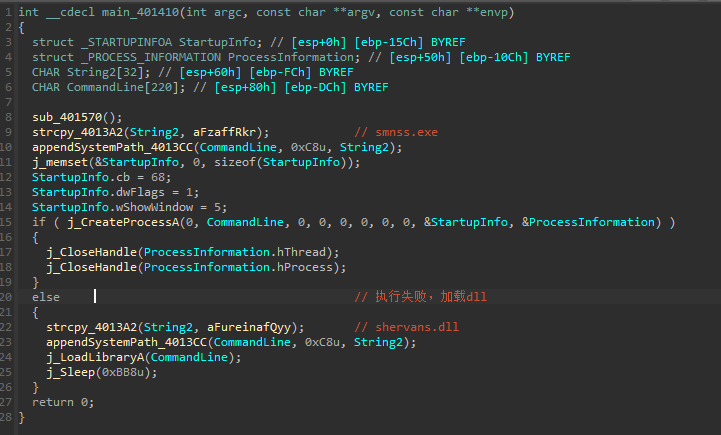 1 int __cdecl main_401410(int argc, const char **argv, const char **envp)
2 {
3 struct _STARTUPINFOA StartupInfo; // [esp+0h] [ebp-15Ch] BYREF
4 struct _PROCESS_INFORMATION ProcessInformation; // [esp+50h] [ebp-10Ch] BYREF
5 CHAR String2[32]; // [esp+60h] [ebp-FCh] BYREF
6 CHAR CommandLine[220]; // [esp+80h] [ebp-DCh] BYREF
7
8 sub_401570();
9 strcpy_4013A2(String2, aFzaffRkr); // smnss.exe
10 appendSystemPath_4013CC(CommandLine, 0xC8u, String2);
11 j_memset(&StartupInfo, 0, sizeof(StartupInfo));
12 StartupInfo.cb = 68;
13 StartupInfo.dwFlags = 1;
14 StartupInfo.wShowWindow = 5;
15 if ( j_CreateProcessA(0, CommandLine, 0, 0, 0, 0, 0, 0, &StartupInfo, &ProcessInformation) )
16 {
17 j_CloseHandle(ProcessInformation.hThread);
18 j_CloseHandle(ProcessInformation.hProcess);
19 }
20 else // 执行失败，加载dll
21 {
22 strcpy_4013A2(String2, aFureinafQyy); // shervans.dll
23 appendSystemPath_4013CC(CommandLine, 0xC8u, String2);
24 j_LoadLibraryA(CommandLine);
25 j_Sleep(0xBB8u);
26 }
27 return 0;
28 }